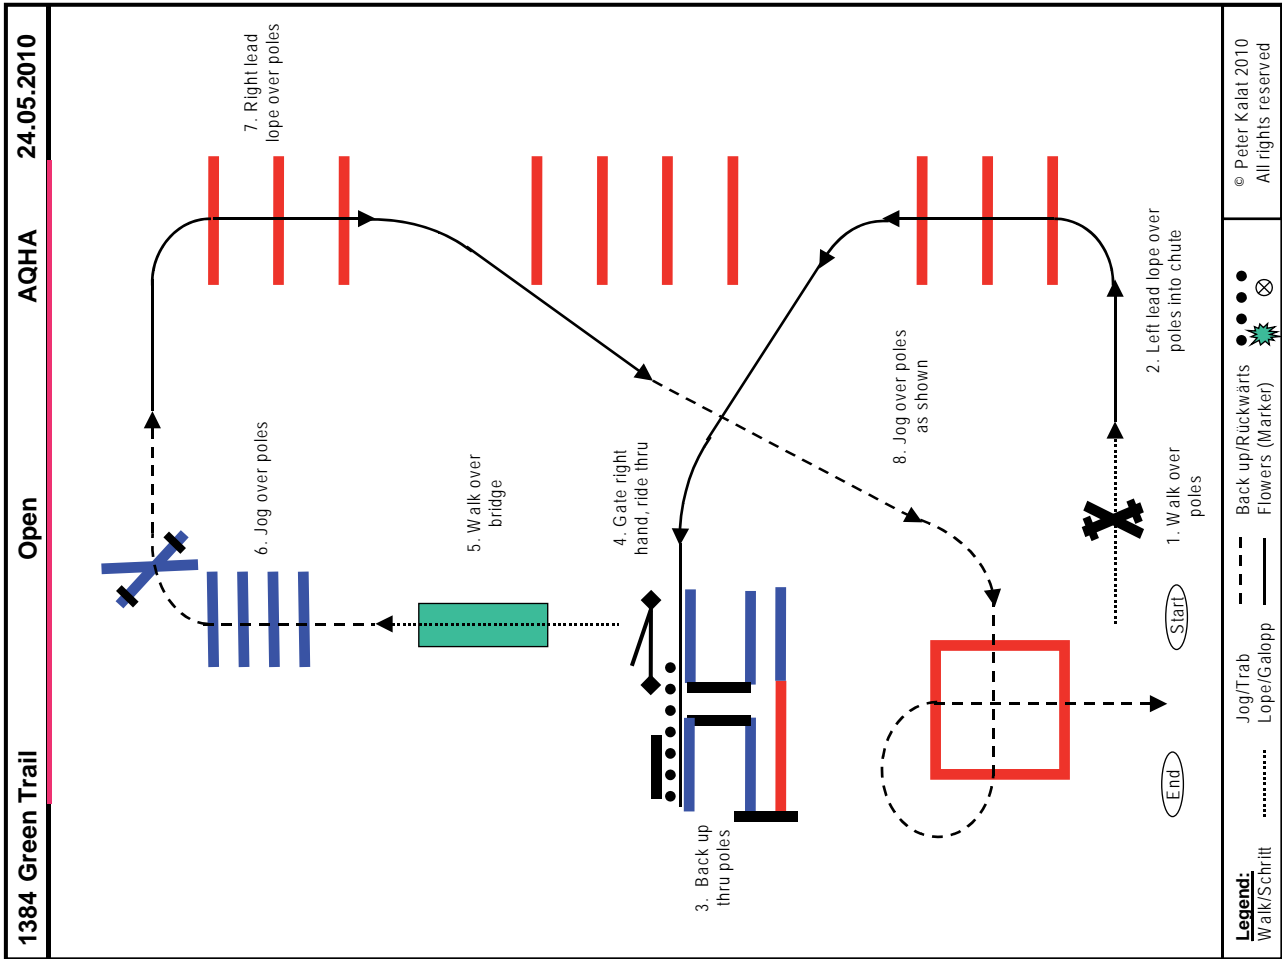 1384 Green Trail Open AQHA 24.05.2010
7. Right lead
lope over poles
6. Jog over poles
5. Walk over
bridge
4. Gate right
hand, ride thru
3. Back up
thru poles
8. Jog over poles
as shown
2. Left lead lope over
poles into chute
1. Walk over
poles
Start
End
Legend:
Walk/Schritt
Jog/Trab
Lope/Galopp
Back up/Rückwärts
Flowers (Marker)
© Peter Kalat 2010
All rights reserved